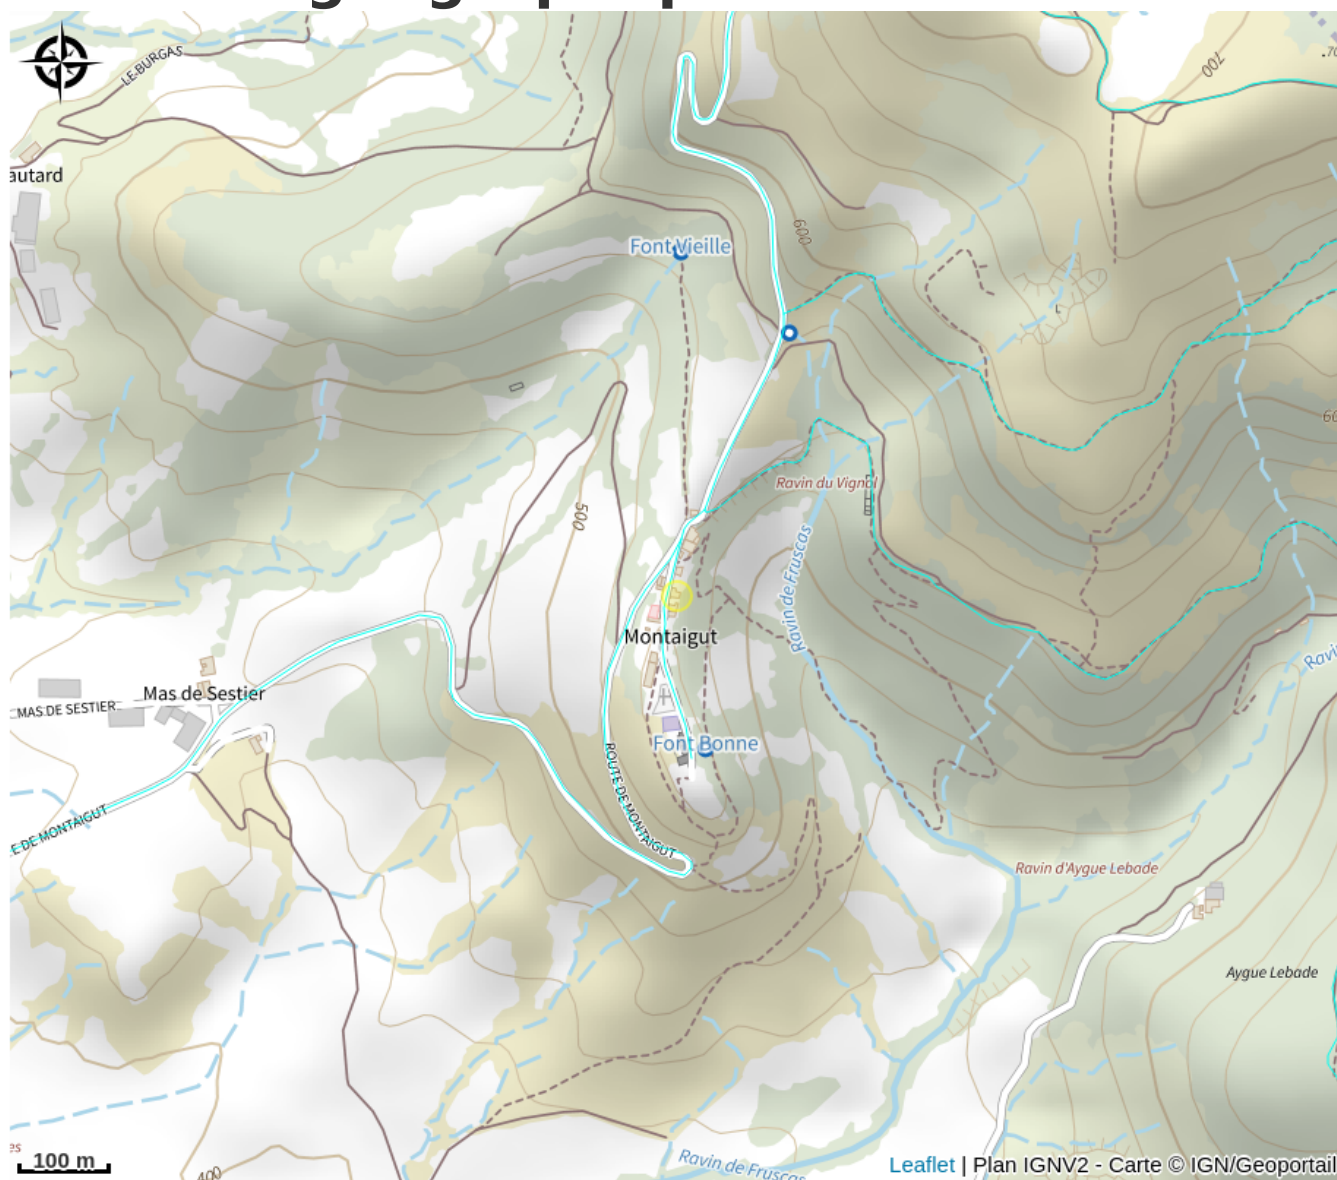 LE BURGAS
700
autard
Font Vieille
600
Ravin du Vignol
500
Ravin de Fruscas
Montaigut
Mas de Sestier
MAS DE SESTIER
Font Bonne
ROUTE DE MONTAIGUT
E DE MONTAIGUT
Ravin d'Aygue Lebade
Aygue Lebade
es
100 m
400
Ravin de Fruscas
Leaflet | Plan IGNV2 - Carte © IGN/Geoportail